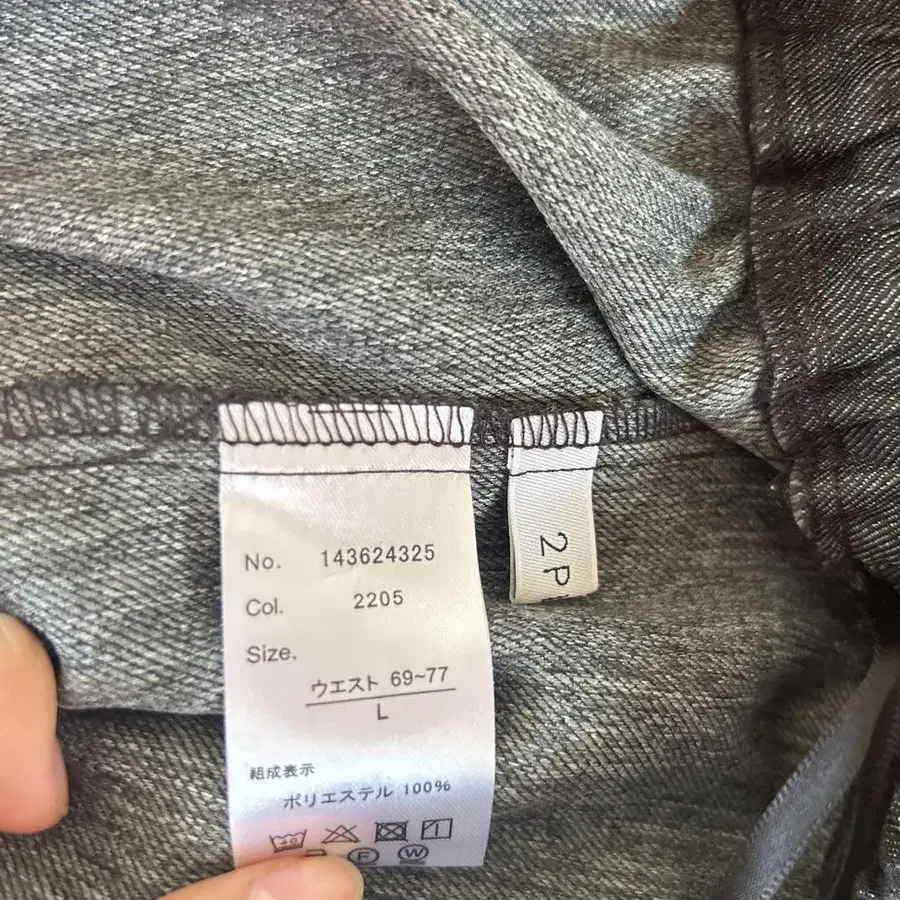 No. 143624325
Col. 2205
Size.
ウエスト 69~77
L
組成表示
ポリエステル 100%
40
F W
2P